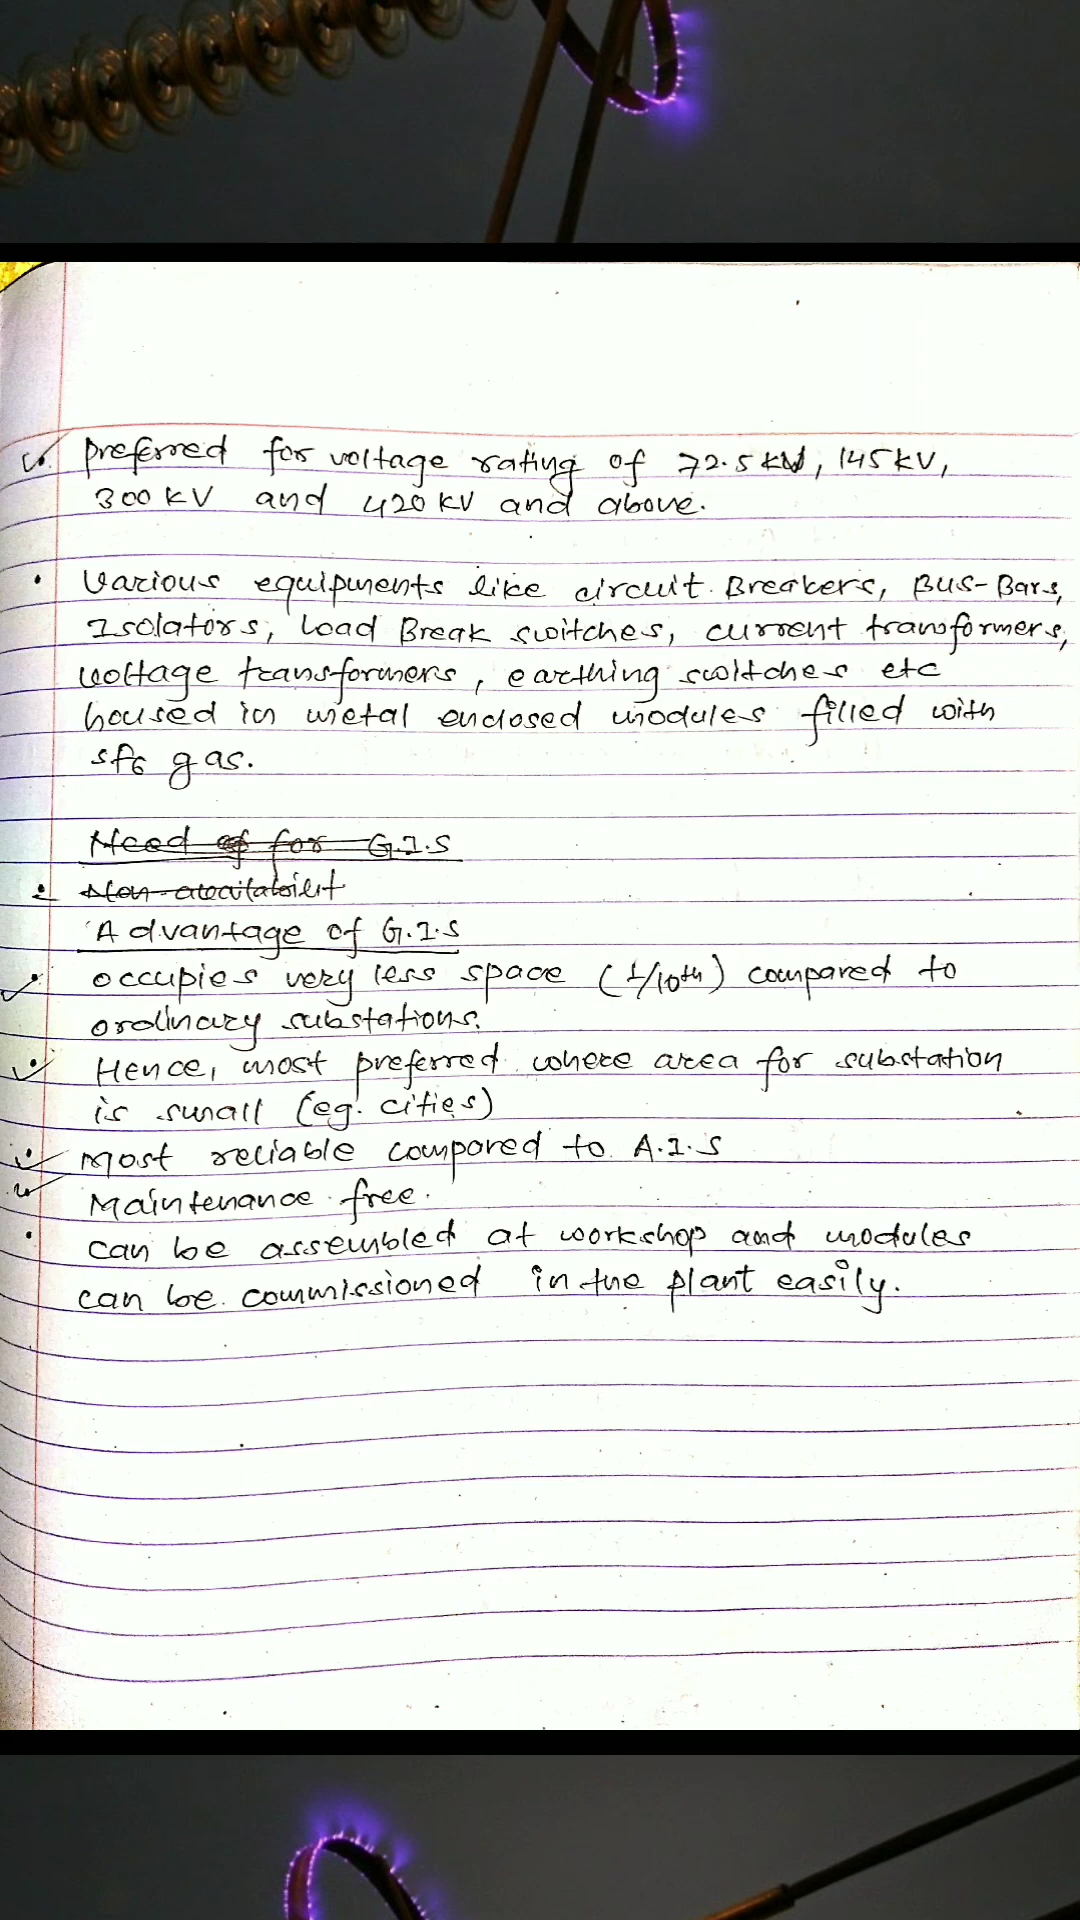 preferred for voltage rating of 72.5 kV, 145 kV,
300 kV and 420 kV and above.
• Various equipments like circuit Breakers, Bus-Bars,
Isolators, Load Break switches, current transformers,
voltage transformers, earthing switches etc
housed in metal enclosed modules filled with
sf6 gas.
Need of for G.I.S
• Non-availabilit
Advantage of G.I.S
• occupies very less space (1/10th) compared to
ordinary substations.
• Hence, most preferred where area for substation
is small (eg. cities)
• Most reliable compared to A.I.S
• Maintenance free.
• can be assembled at workshop and modules
can be commissioned in the plant easily.